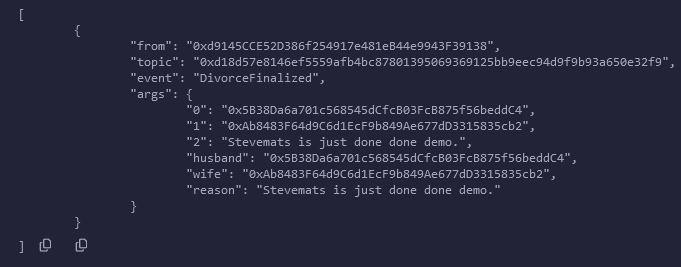 [
{
"from": "0xd9145CCE52D386f254917e481eB44e9943F39138",
"topic": "0xd18d57e8146ef5559afb4bc87801395069369125bb9eec94d9f9b93a650e32f9",
"event": "DivorceFinalized",
"args": {
"0": "0x5B38Da6a701c568545dCfcB03FcB875f56beddC4",
"1": "0xAb8483F64d9C6d1EcF9b849Ae677dD3315835cb2",
"2": "Stevemats is just done done demo.",
"husband": "0x5B38Da6a701c568545dCfcB03FcB875f56beddC4",
"wife": "0xAb8483F64d9C6d1EcF9b849Ae677dD3315835cb2",
"reason": "Stevemats is just done done demo."
}
}
]